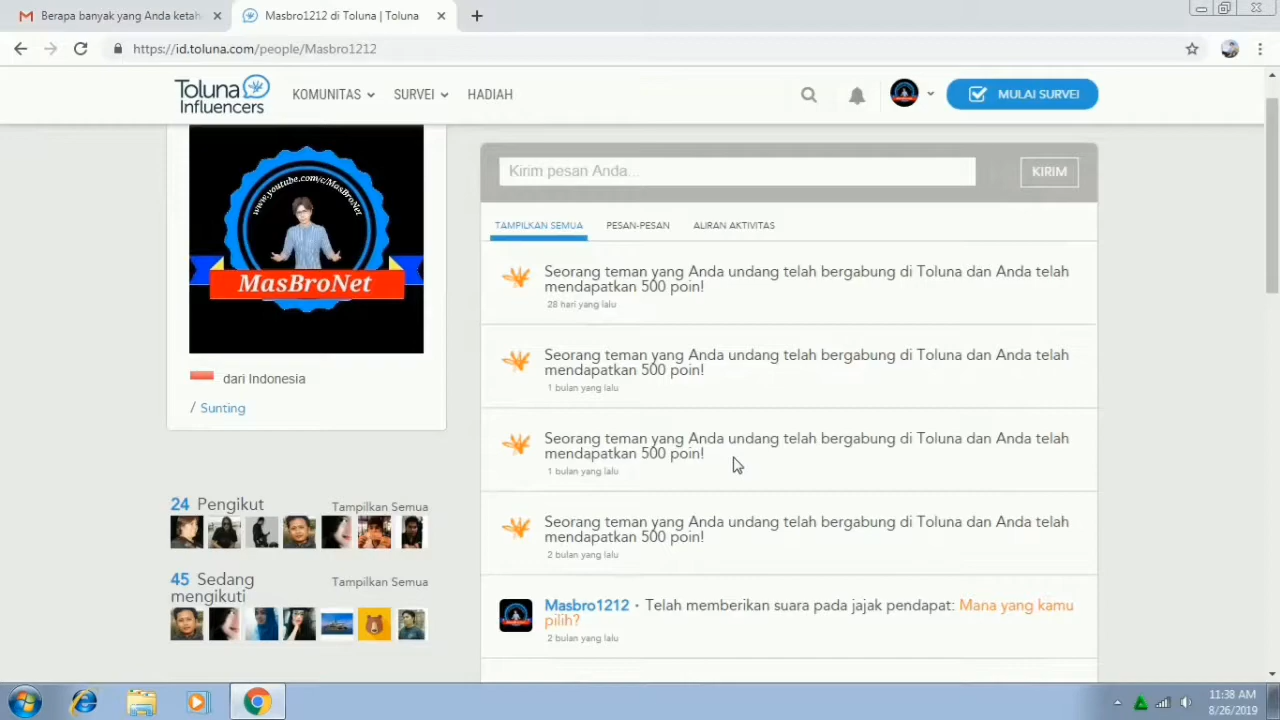 Berapa banyak yang Anda ketah
Masbro1212 di Toluna | Toluna
https://id.toluna.com/people/Masbro1212
Toluna
Influencers
KOMUNITAS
SURVEI
HADIAH
MULAI SURVEI
www.youtube.com/c/MasBroNet
MasBroNet
dari Indonesia
/ Sunting
24 Pengikut
Tampilkan Semua
45 Sedang
mengikuti
Tampilkan Semua
Kirim pesan Anda...
KIRIM
TAMPILKAN SEMUA
PESAN-PESAN
ALIRAN AKTIVITAS
Seorang teman yang Anda undang telah bergabung di Toluna dan Anda telah
mendapatkan 500 poin!
28 hari yang lalu
Seorang teman yang Anda undang telah bergabung di Toluna dan Anda telah
mendapatkan 500 poin!
1 bulan yang lalu
Seorang teman yang Anda undang telah bergabung di Toluna dan Anda telah
mendapatkan 500 poin!
1 bulan yang lalu
Seorang teman yang Anda undang telah bergabung di Toluna dan Anda telah
mendapatkan 500 poin!
2 bulan yang lalu
Masbro1212 · Telah memberikan suara pada jajak pendapat: Mana yang kamu
pilih?
2 bulan yang lalu
11:38 AM
8/26/2019